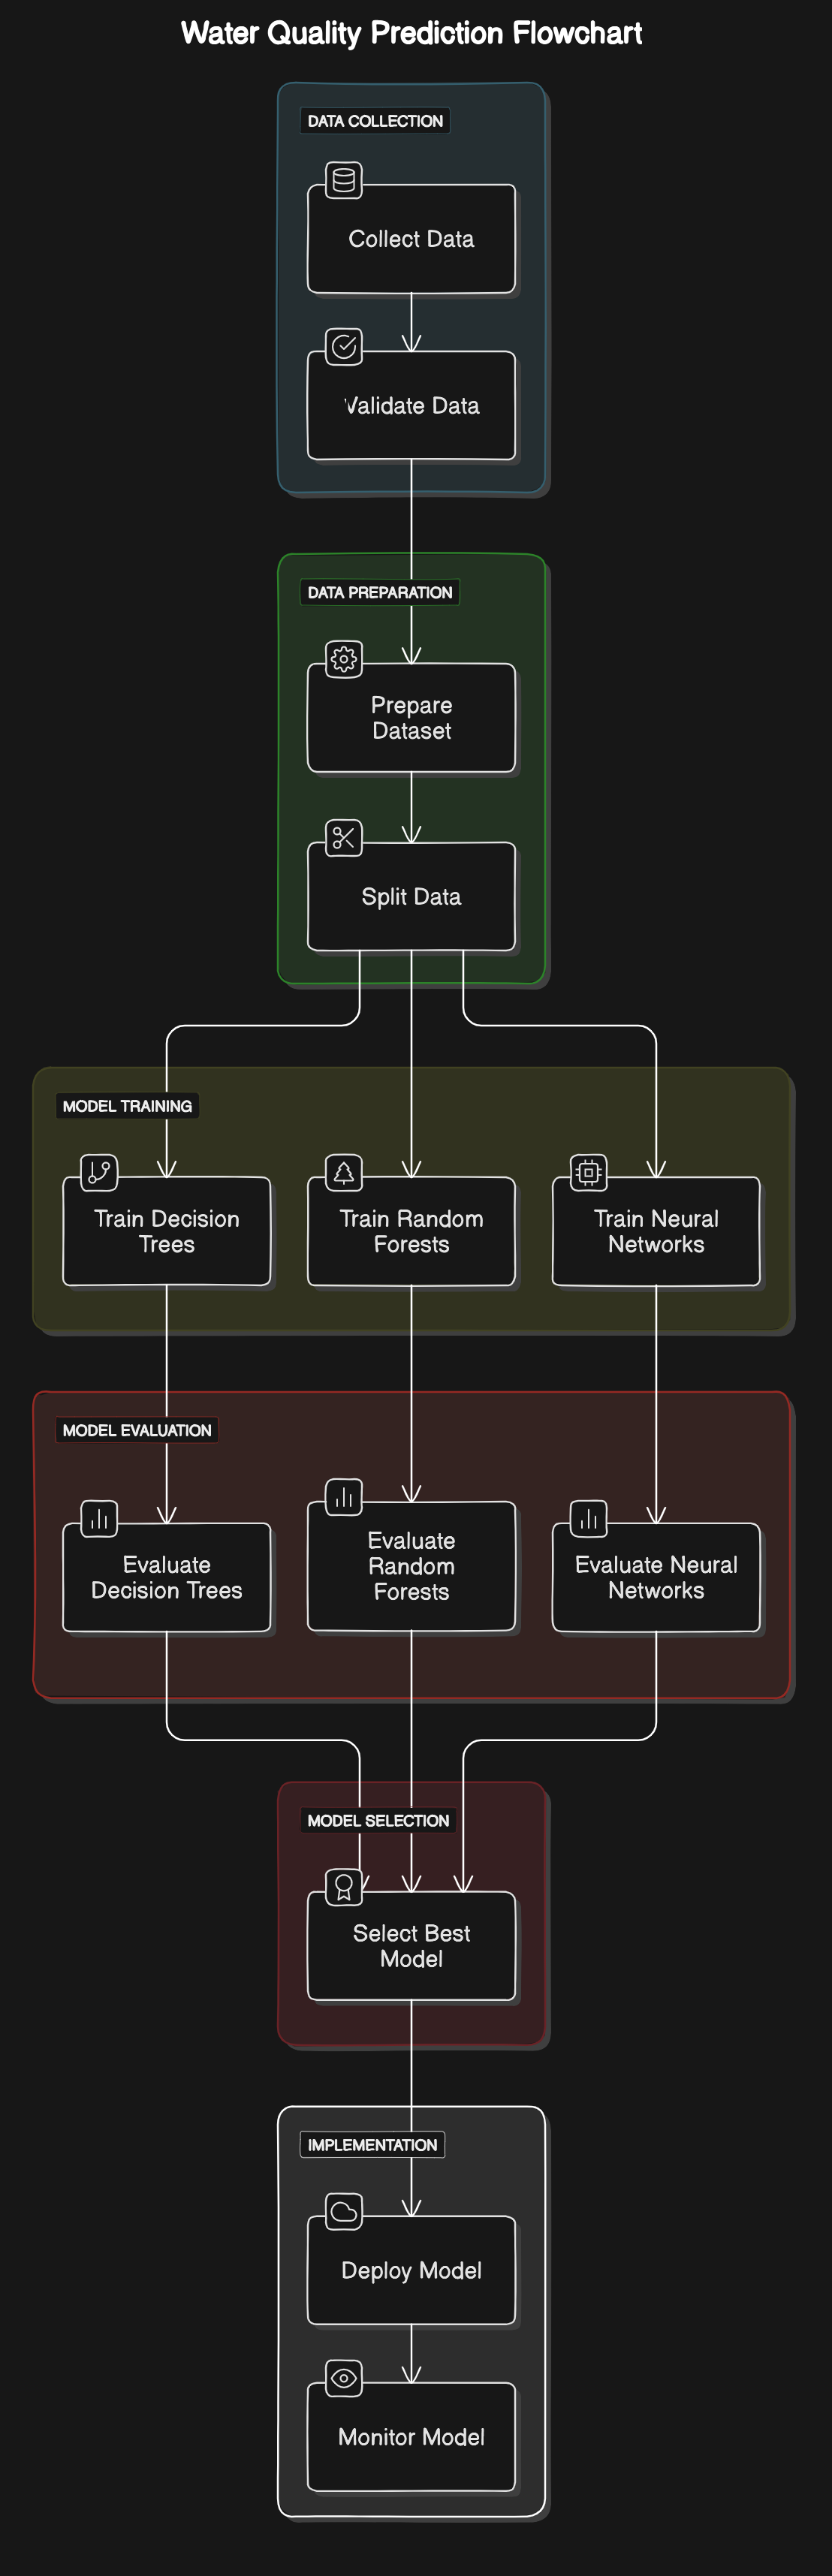 Water Quality Prediction Flowchart
DATA COLLECTION
Collect Data
Validate Data
DATA PREPARATION
Prepare
Dataset
Split Data
MODEL TRAINING
Train Decision
Trees
Train Random
Forests
Train Neural
Networks
MODEL EVALUATION
Evaluate
Decision Trees
Evaluate
Random
Forests
Evaluate Neural
Networks
MODEL SELECTION
Select Best
Model
IMPLEMENTATION
Deploy Model
Monitor Model